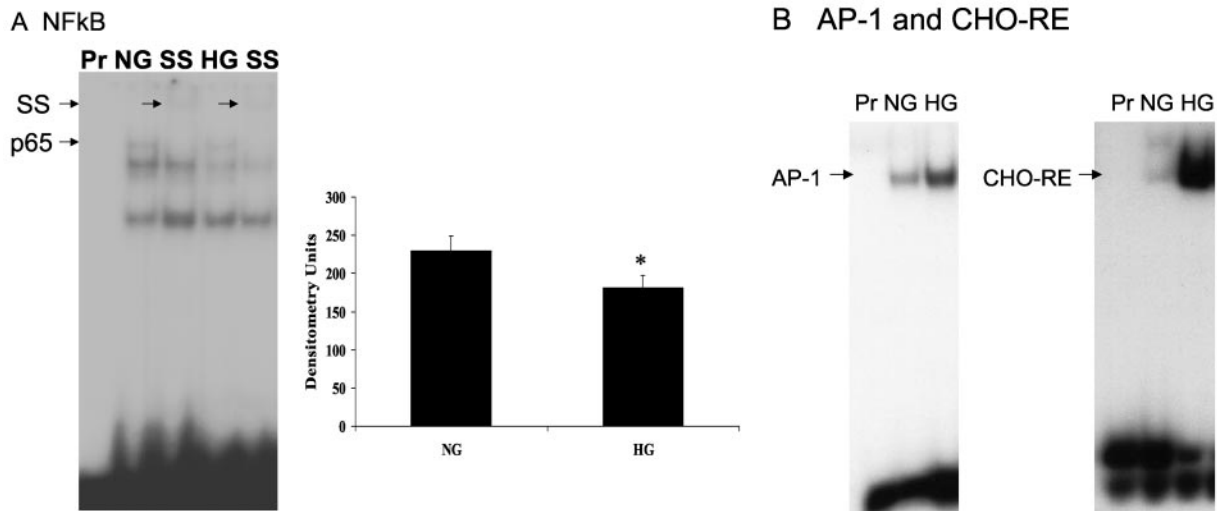 A NFkB
Pr NG SS HG SS
SS
p65
Densitometry Units
300
250
200
150
100
50
0
*
NG
HG
B AP-1 and CHO-RE
Pr NG HG
AP-1
Pr NG HG
CHO-RE